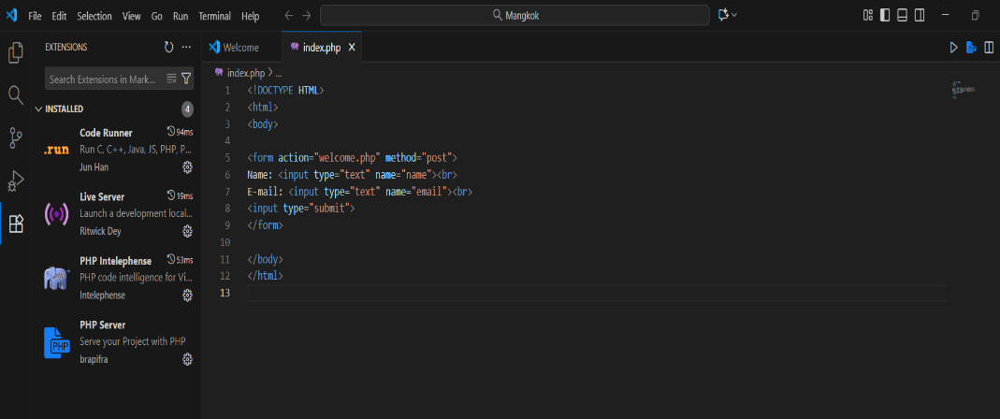 File Edit Selection View Go Run Terminal Help
Mangkok
EXTENSIONS
Search Extensions in Mark...
INSTALLED
4
Code Runner
94ms
Run C, C++, Java, JS, PHP, P...
Jun Han
.run
Live Server
19ms
Launch a development local...
Ritwick Dey
PHP Intelephense
53ms
PHP code intelligence for Vi...
Intelephense
php
PHP Server
Serve your Project with PHP
brapifra
PHP
Welcome
index.php
index.php > ...
1 <!DOCTYPE HTML>
2 <html>
3 <body>
4
5 <form action="welcome.php" method="post">
6 Name: <input type="text" name="name"><br>
7 E-mail: <input type="text" name="email"><br>
8 <input type="submit">
9 </form>
10
11 </body>
12 </html>
13